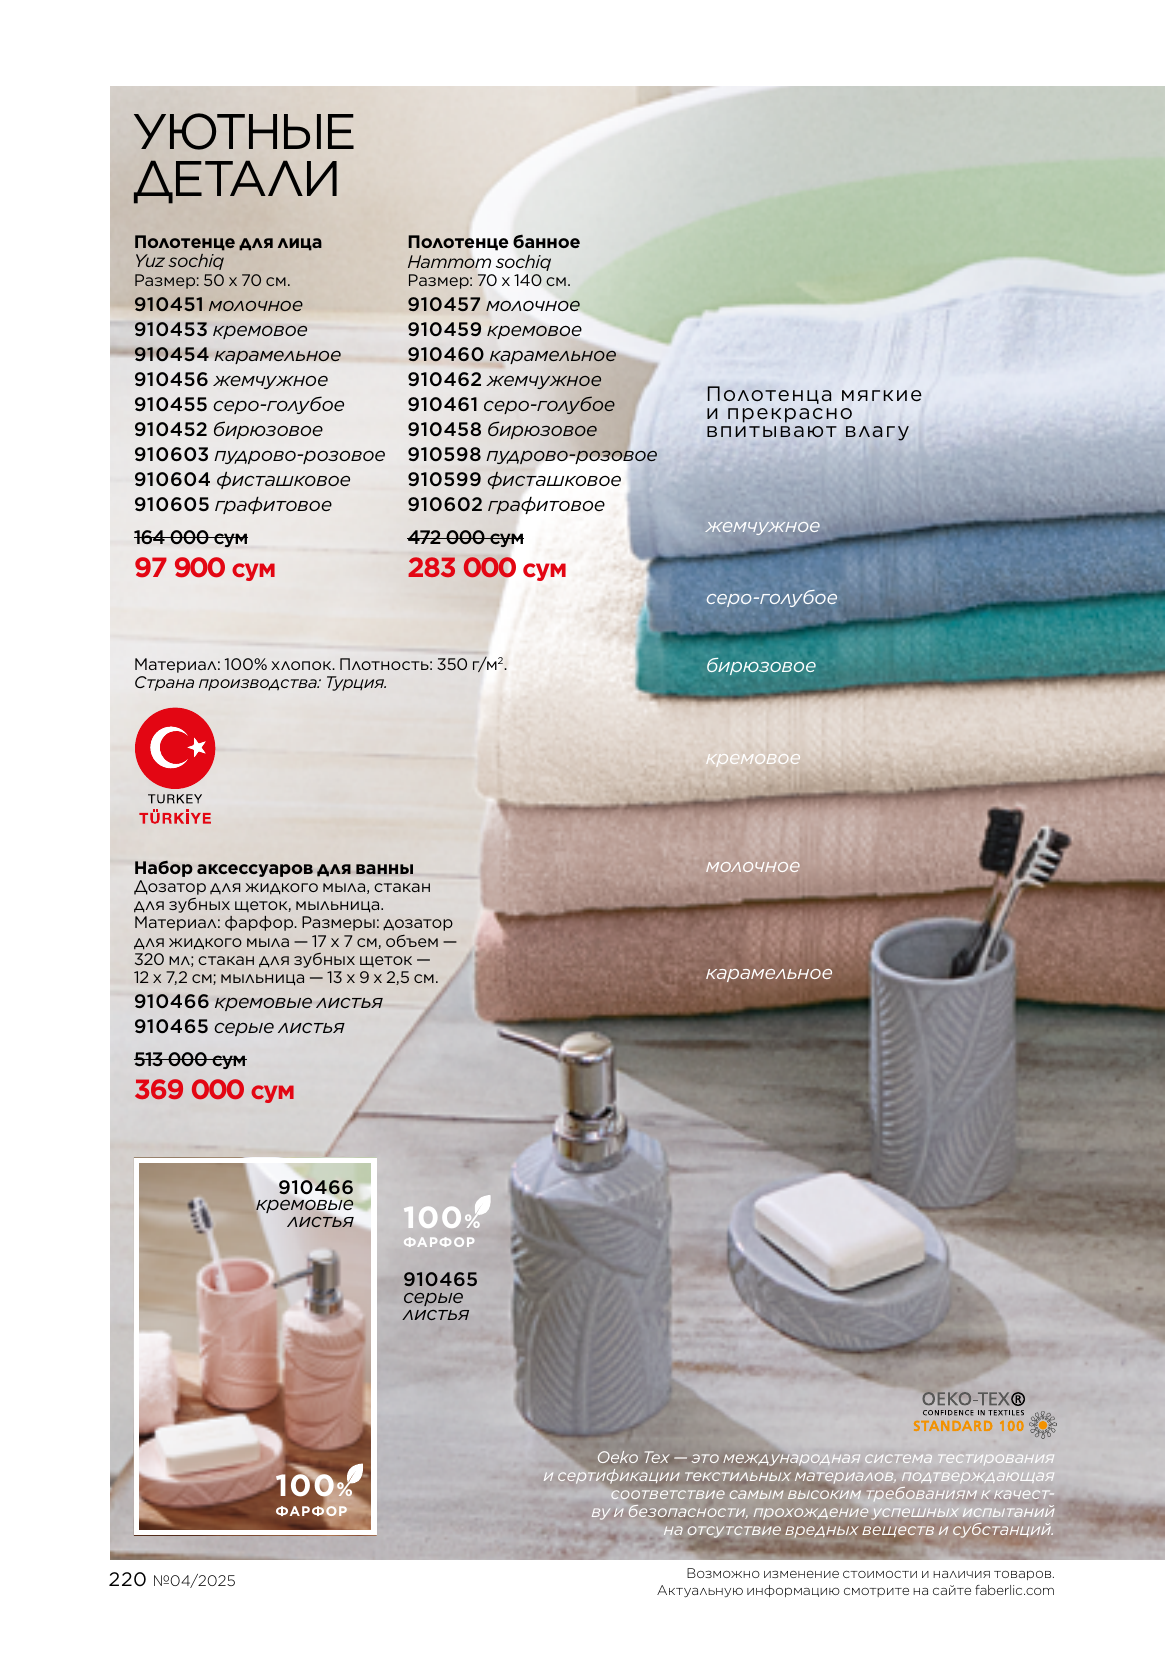 УЮТНЫЕ
ДЕТАЛИ
Полотенце для лица
Yuz sochiq
Размер: 50 х 70 см.
910451 молочное
910453 кремовое
910454 карамельное
910456 жемчужное
910455 серо-голубое
910452 бирюзовое
910603 пудрово-розовое
910604 фисташковое
910605 графитовое
164 000 сум
97 900 сум
Полотенце банное
Hammom sochiq
Размер: 70 х 140 см.
910457 молочное
910459 кремовое
910460 карамельное
910462 жемчужное
910461 серо-голубое
910458 бирюзовое
910598 пудрово-розовое
910599 фисташковое
910602 графитовое
472 000 сум
283 000 сум
Полотенца мягкие
и прекрасно
впитывают влагу
жемчужное
серо-голубое
бирюзовое
кремовое
молочное
карамельное
Материал: 100% хлопок. Плотность: 350 г/м².
Страна производства: Турция.
TURKEY
TÜRKİYE
Набор аксессуаров для ванны
Дозатор для жидкого мыла, стакан
для зубных щеток, мыльница.
Материал: фарфор. Размеры: дозатор
для жидкого мыла — 17 х 7 см, объем —
320 мл; стакан для зубных щеток —
12 х 7,2 см; мыльница — 13 х 9 х 2,5 см.
910466 кремовые листья
910465 серые листья
513 000 сум
369 000 сум
910466
кремовые
листья
100%
ФАРФОР
100%
ФАРФОР
910465
серые
листья
OEKO-TEX®
CONFIDENCE IN TEXTILES
STANDARD 100
Oeko Tex — это международная система тестирования
и сертификации текстильных материалов, подтверждающая
соответствие самым высоким требованиям к качест-
ву и безопасности, прохождение успешных испытаний
на отсутствие вредных веществ и субстанций.
220 №04/2025
Возможно изменение стоимости и наличия товаров.
Актуальную информацию смотрите на сайте faberlic.com